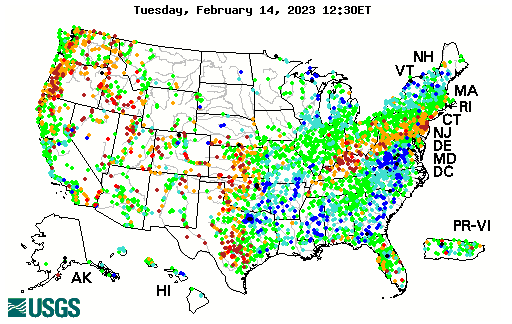 Tuesday, February 14, 2023 12:30ET
NH
VT
MA
RI
CT
NJ
DE
MD
DC
PR-VI
AK
HI
USGS